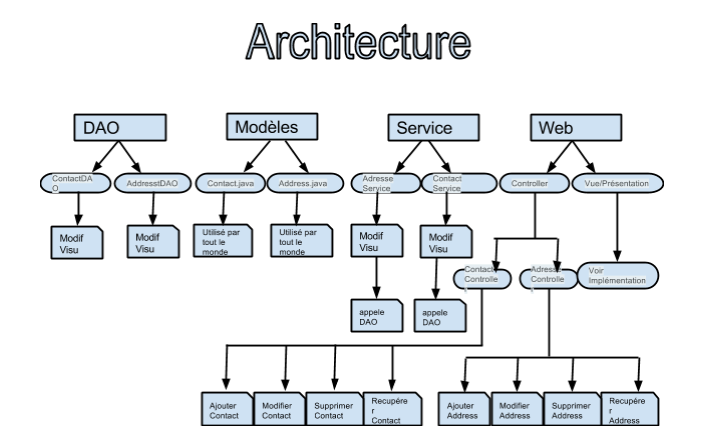 Architecture
DAO
Modèles
Service
Web
ContactDA
O
AddresstDAO
Contact.java
Address.java
Adresse
Service
Contact
Service
Controller
Vue/Présentation
Modif
Visu
Modif
Visu
Utilisé par
tout le
monde
Utilisé par
tout le
monde
Modif
Visu
Modif
Visu
Contact
Controlle
Adresse
Controlle
Voir
Implémentation
appele
DAO
appele
DAO
Ajouter
Contact
Modifier
Contact
Supprimer
Contact
Recupére
r
Contact
Ajouter
Address
Modifier
Address
Supprimer
Address
Recupére
r
Address